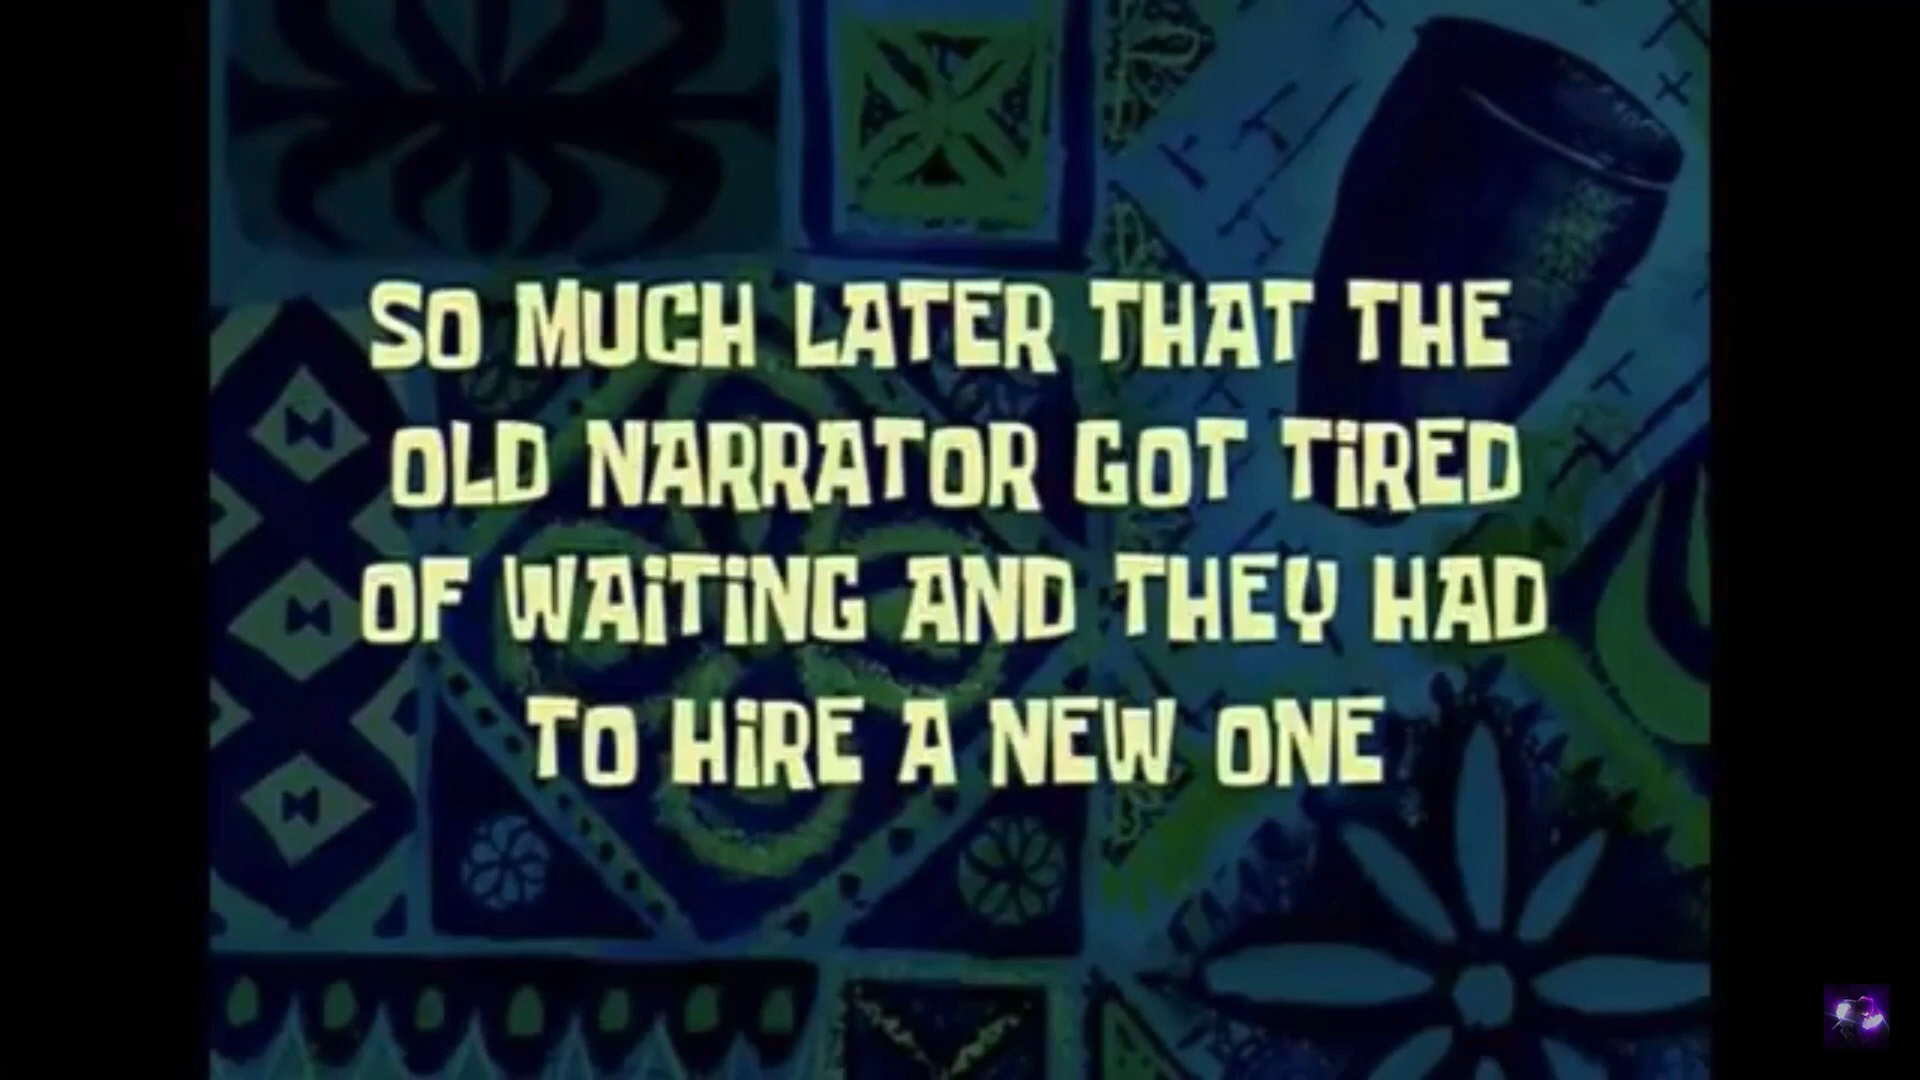 SO MUCH LATER THAT THE
OLD NARRATOR GOT TIRED
OF WAITING AND THEY HAD
TO HIRE A NEW ONE